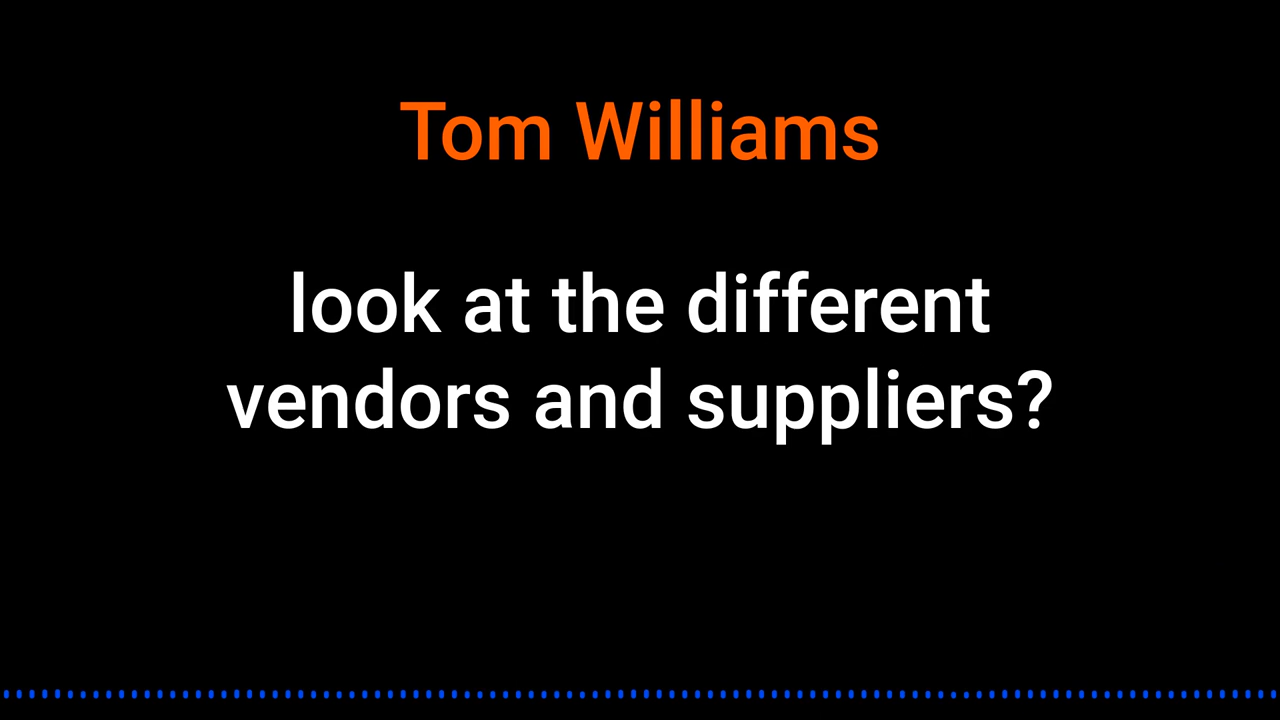 Tom Williams
look at the different
vendors and suppliers?